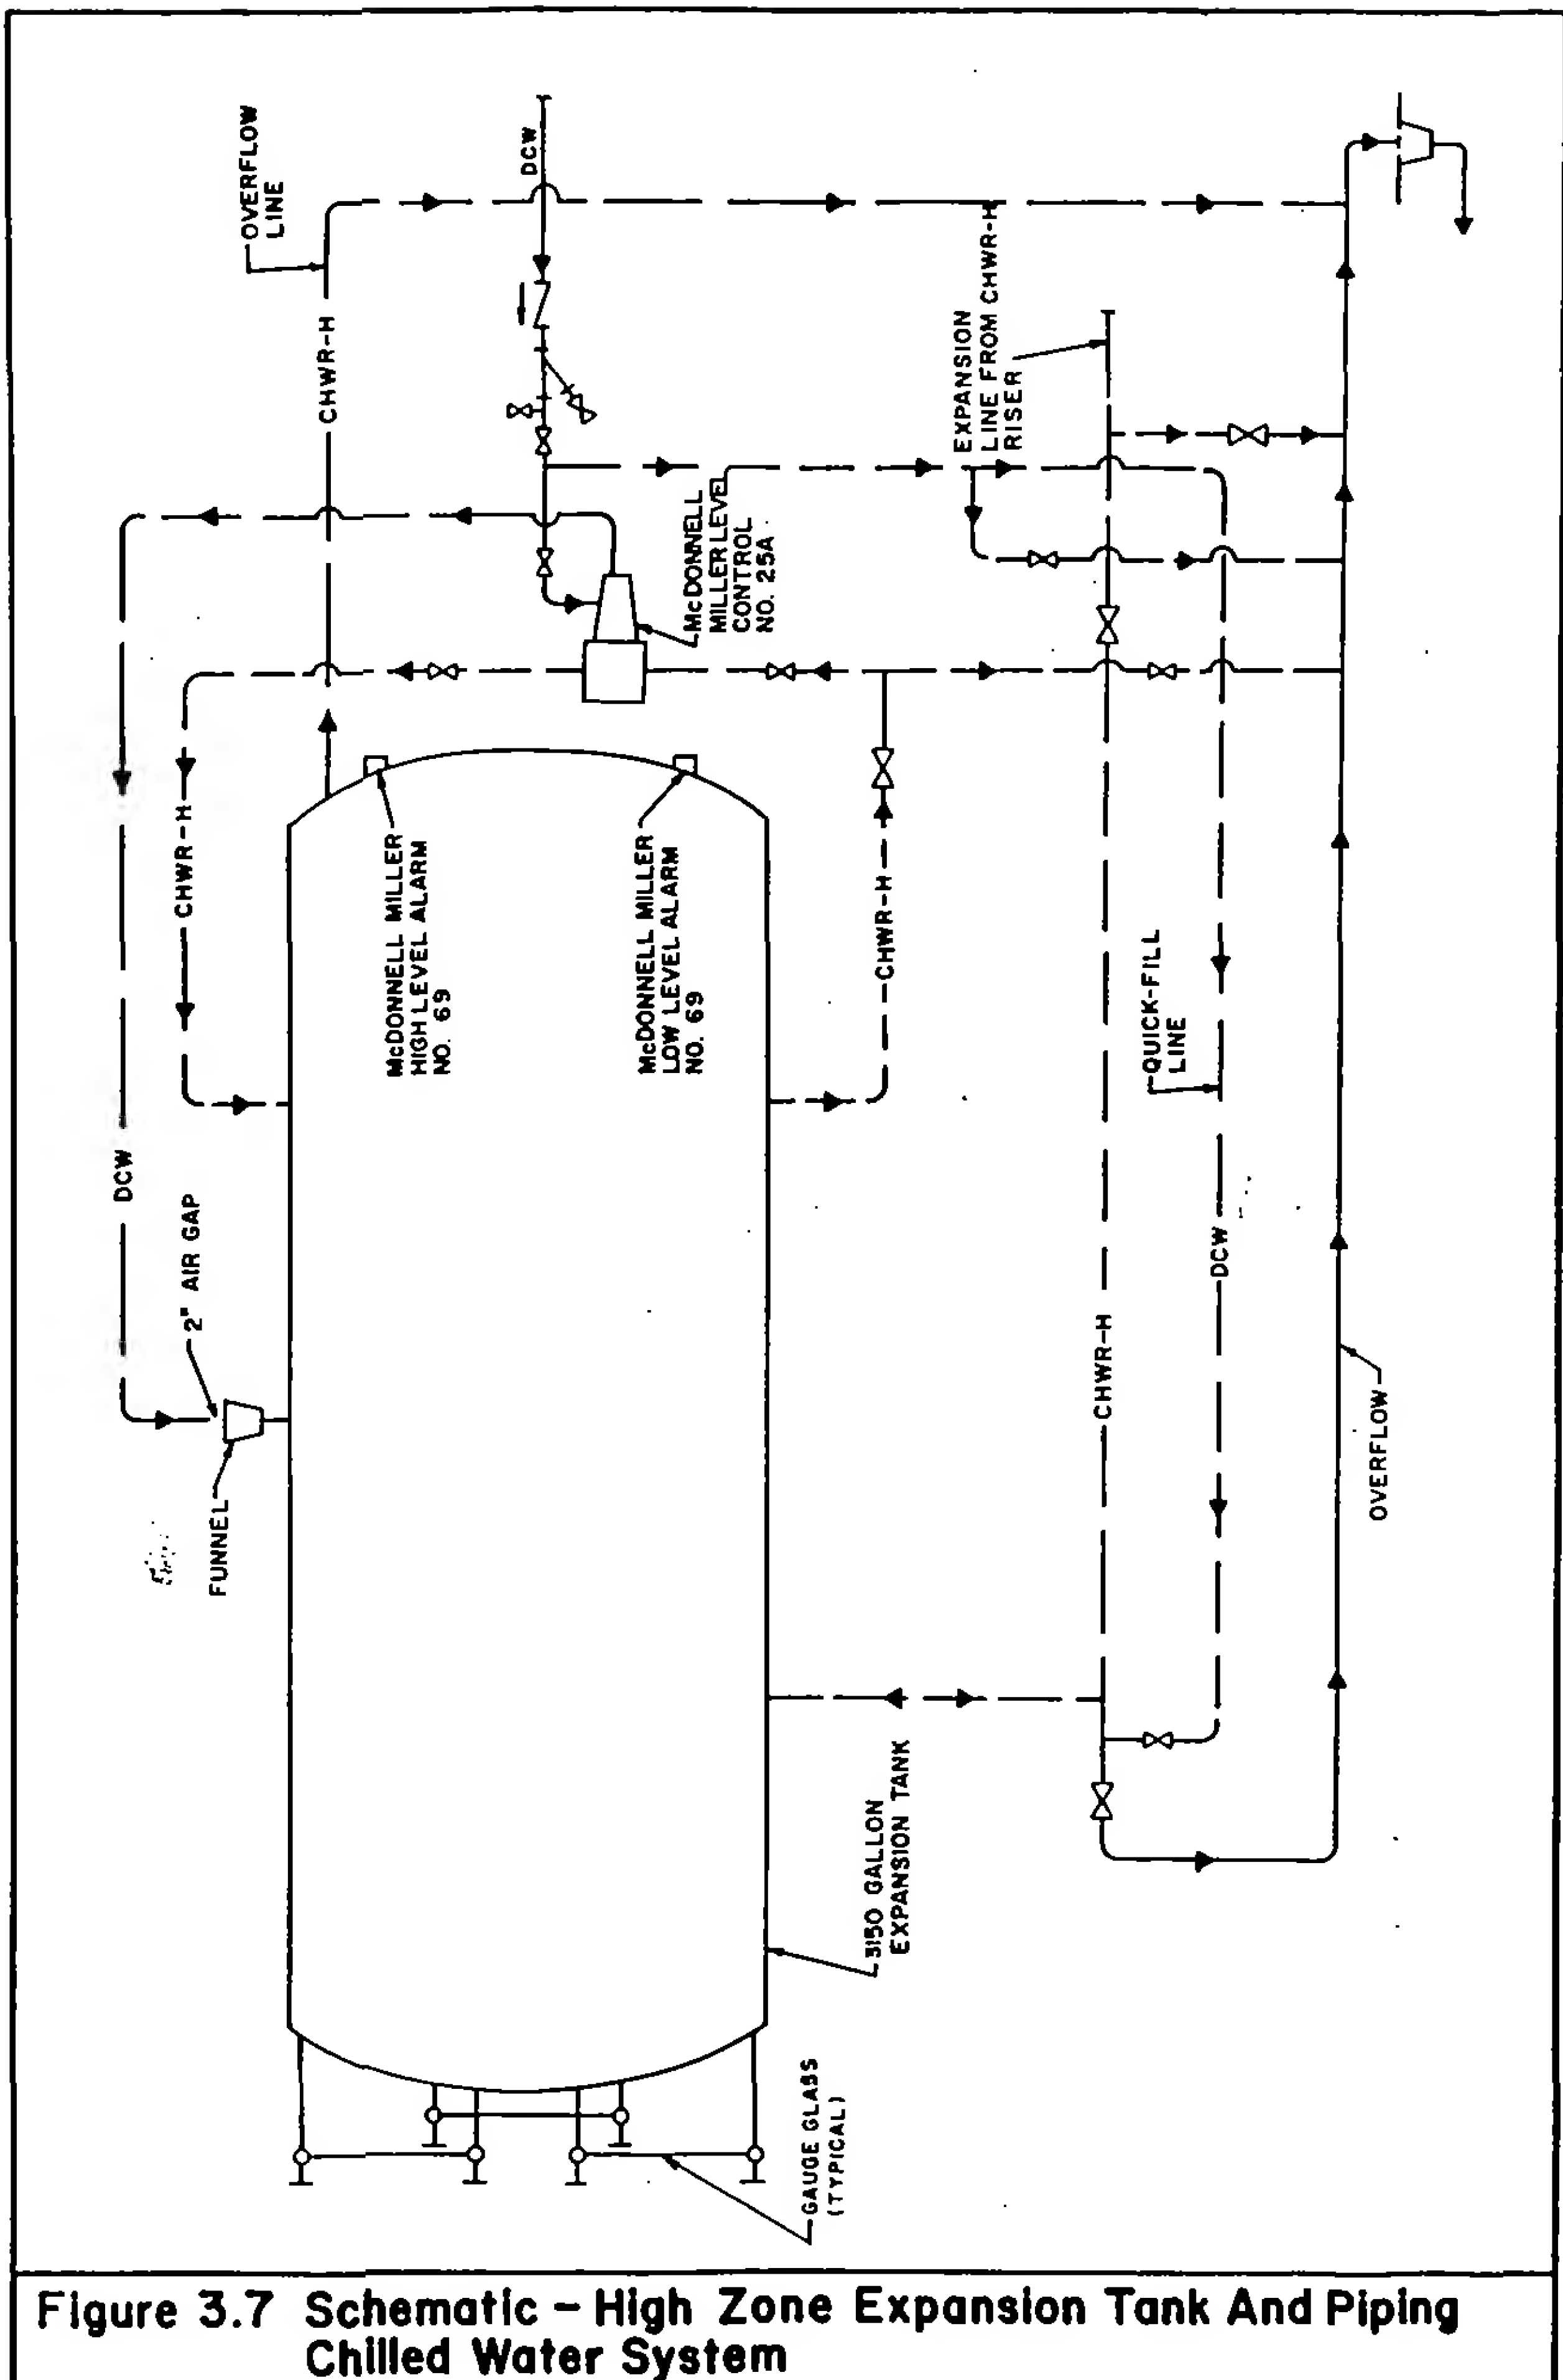 OVERFLOW
LINE
DCW
CHWR-H
EXPANSION
LINE FROM CHWR-H
RISER
McDONNELL
MILLER LEVEL
CONTROL
NO. 25A
CHWR-H
McDONNELL MILLER
HIGH LEVEL ALARM
NO. 69
McDONNELL MILLER
LOW LEVEL ALARM
NO. 69
CHWR-H
QUICK-FILL
LINE
DCW
2" AIR GAP
DCW
CHWR-H
FUNNEL
OVERFLOW
3150 GALLON
EXPANSION TANK
GAUGE GLASS
(TYPICAL)
Figure 3.7 Schematic - High Zone Expansion Tank And Piping
Chilled Water System